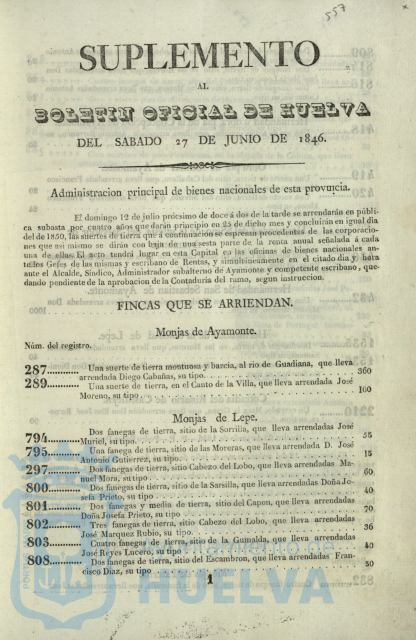 557
SUPLEMENTO
AL
BOLETIN OFICIAL DE HUELVA
DEL SABADO 27 DE JUNIO DE 1846.
Administracion principal de bienes nacionales de esta provincia.
El domingo 12 de julio prócsimo de doce á dos de la tarde se arrendarán en públi-
ca subasta por cuatro años que darán principio en 25 de dicho mes y concluirán en igual dia
del de 1850, las suertes de tierra que á continuacion se espresan procedentes de las corporacio-
nes que asi mismo se dirán con baja de una sesta parte de la renta anual señalada á cada
una de ellas. El acto tendrá lugar en esta Capital en las oficinas de bienes nacionales an-
te los Gefes de las mismas y escribano de Rentas, y simultáneamente en el citado dia y hora
ante el Alcalde, Síndico, Administrador subalterno de Ayamonte y competente escribano, que-
dando pendiente de la aprobacion de la Contaduría del ramo, segun instruccion.
FINCAS QUE SE ARRIENDAN.
Monjas de Ayamonte.
Núm. del registro.
287 Una suerte de tierra montuosa y barcia, al rio de Guadiana, que lleva
arrendada Diego Cabañas, su tipo. 360
289 Una suerte de tierra, en el Canto de la Villa, que lleva arrendada José
Moreno, su tipo 100
Monjas de Lepe.
794 Dos fanegas de tierra, sitio de la Sorrilla, que lleva arrendadas José
Muriel, su tipo. 55
795 Una fanega de tierra, sitio de las Moreras, que lleva arrendada D. José
Antonio Gutierrez, su tipo. 15
297 Dos fanegas de tierra, sitio Cabezo del Lobo, que lleva arrendadas Ma-
nuel Mora, su tipo. 60
800 Dos fanegas de tierra, sitio de la Sarsilla, que lleva arrendadas Doña Jo-
sefa Prieto, su tipo 40
801 Dos fanegas y media de tierra, sitio del Capon, que lleva arrendadas
Doña Josefa Prieto, su tipo 70
802 Tres fanegas de tierra, sitio Cabezo del Lobo, que lleva arrendadas
José Marquez Rubio, su tipo 36
803 Cuatro fanegas de tierra, sitio de la Gumalda, que lleva arrendadas
José Reyes Lucero, su tipo 40
808 Dos fanegas de tierra, sitio del Escambron, que lleva arrendadas Fran-
cisco Diaz, su tipo 50
1
Ayuntamiento de
HUELVA